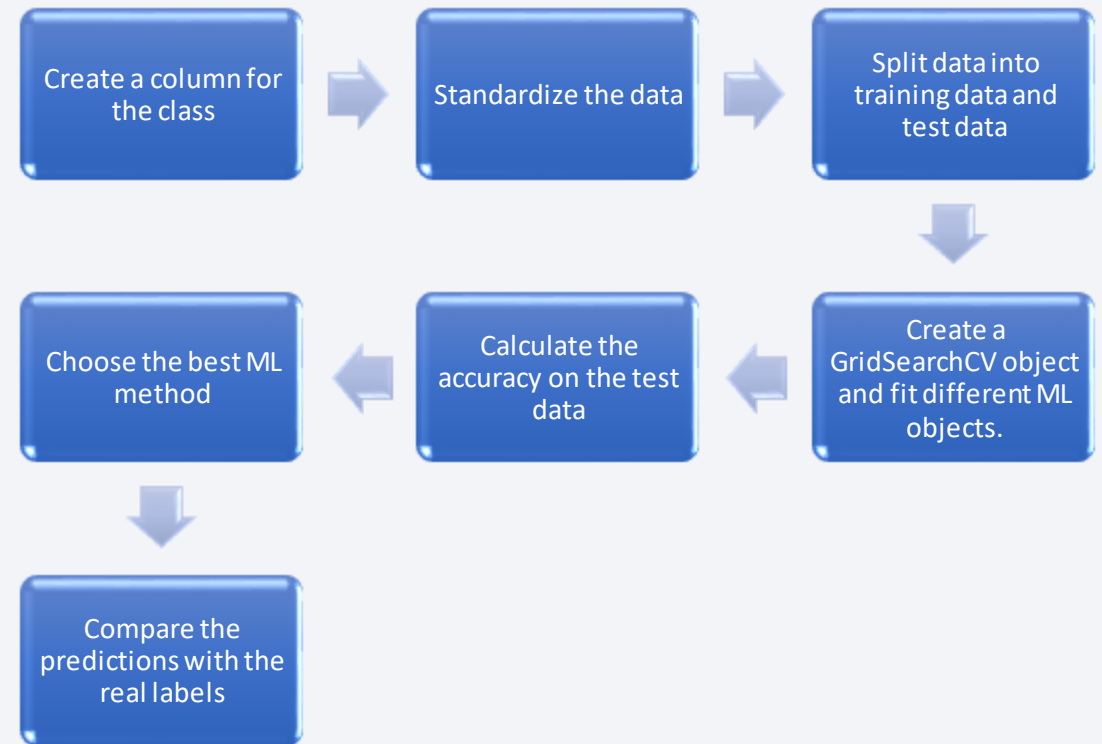 Create a column for
the class
Standardize the data
Split data into
training data and
test data
Create a
GridSearchCV object
and fit different ML
objects.
Calculate the
accuracy on the test
data
Choose the best ML
method
Compare the
predictions with the
real labels